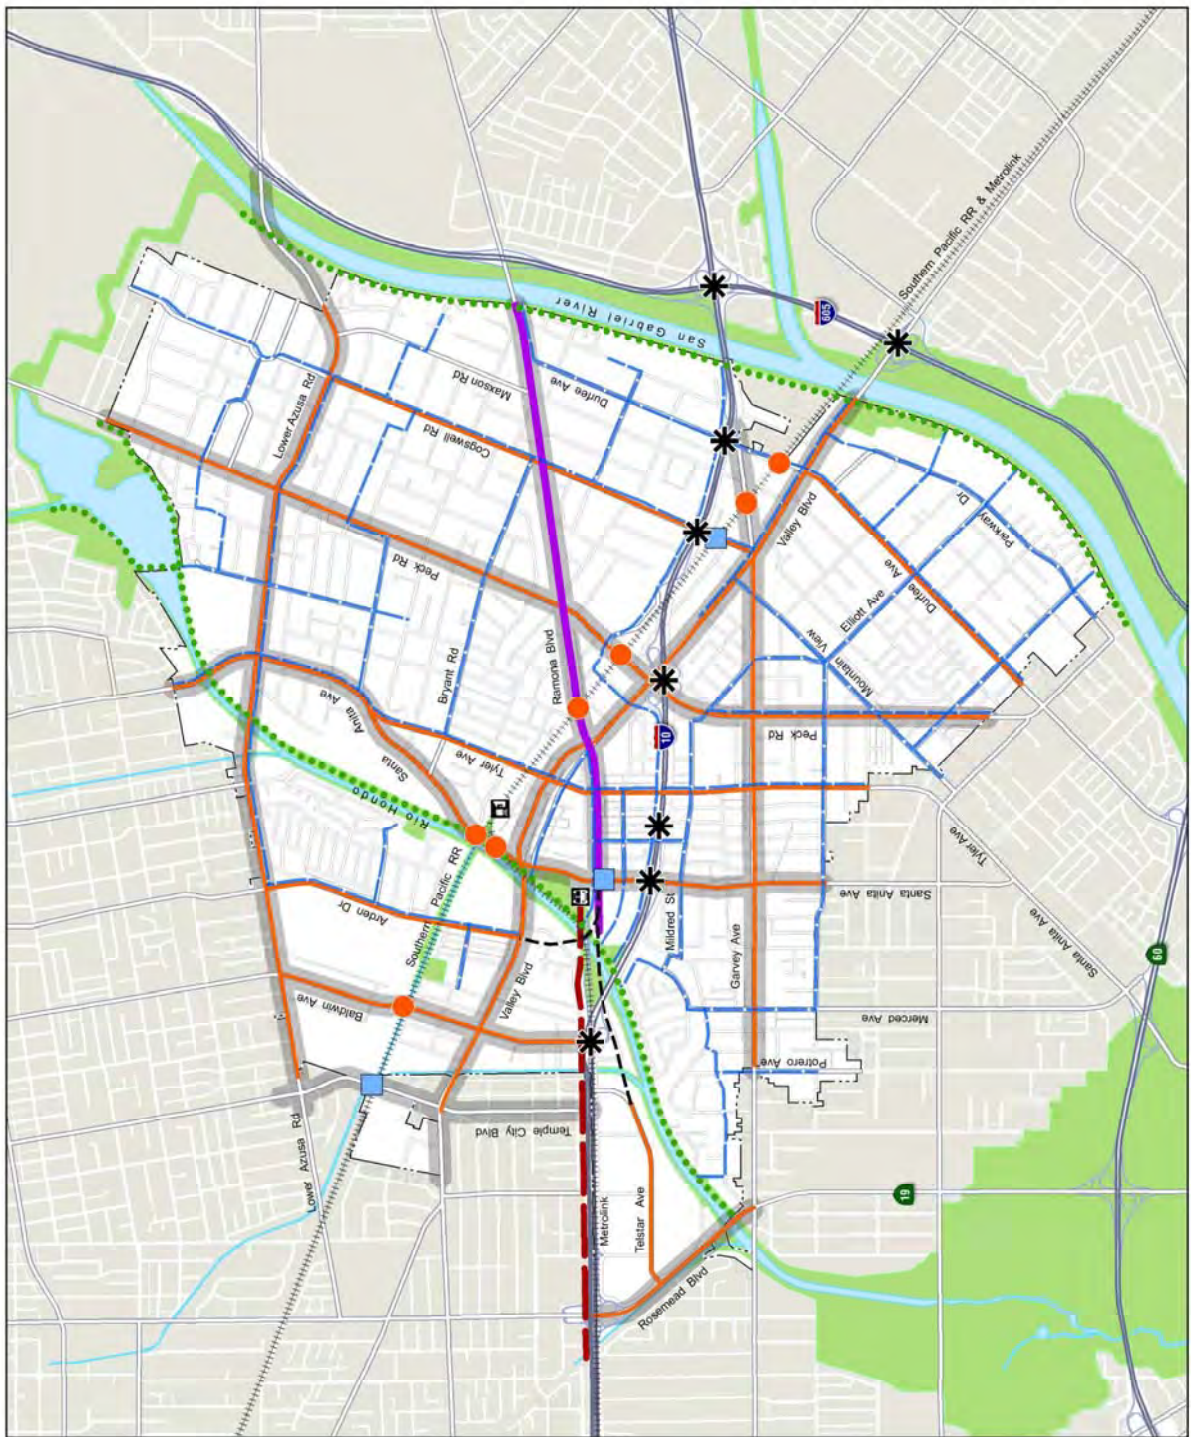 Southern Pacific RR & Metrolink
605
San Gabriel River
Lower Azusa Rd
Maxson Rd
Durfee Ave
Cogswell Rd
Peck Rd
Valley Blvd
Parkway Dr
Durfee Ave
Elliott Ave
Mountain View
Ramona Blvd
Bryant Rd
Santa Anita Ave
Tyler Ave
10
Peck Rd
Rio Hondo
Southern Pacific RR
Arden Dr
Tyler Ave
Santa Anita Ave
Mildred St
Garvey Ave
Santa Anita Ave
60
Valley Blvd
Baldwin Ave
Merced Ave
Potrero Ave
Lower Azusa Rd
Temple City Blvd
19
Metrolink
Telstar Ave
Rosemead Blvd